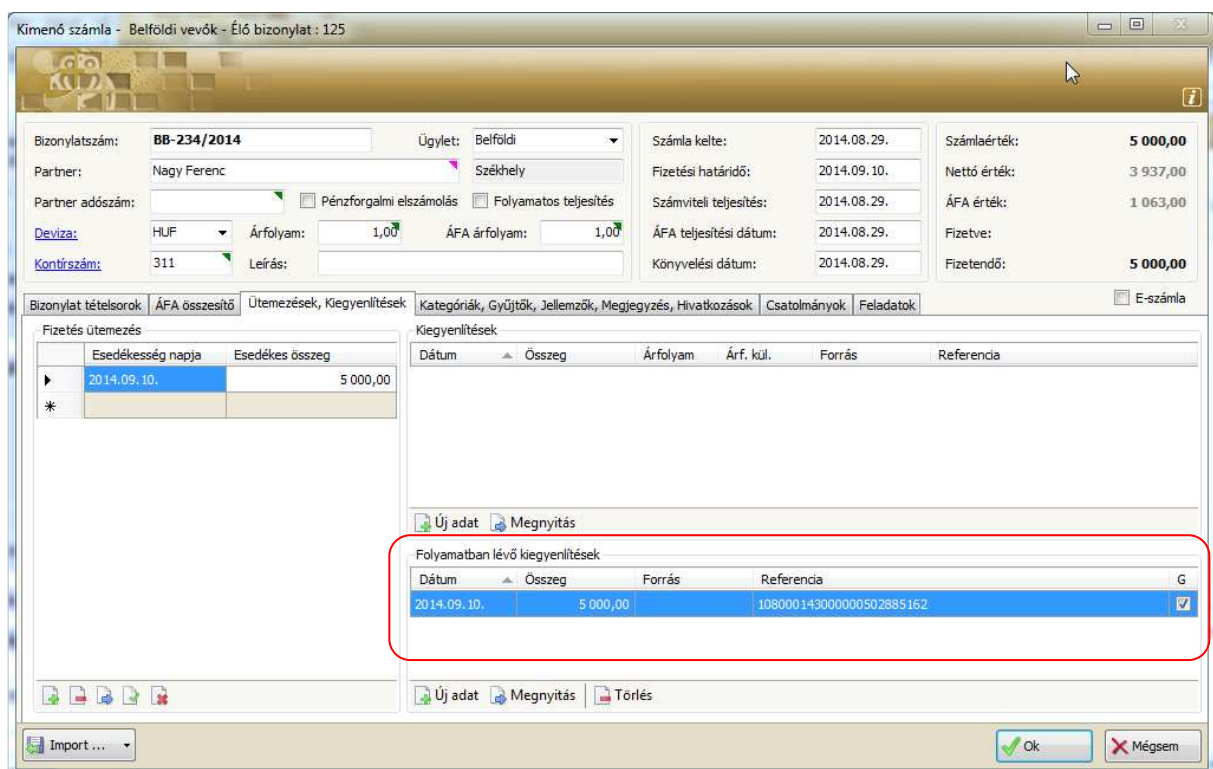 Kimenő számla - Belföldi vevők - Élő bizonylat : 125
Bizonylatszám: BB-234/2014 Ügylet: Belföldi Számla kelte: 2014.08.29. Számlaérték: 5 000,00
Partner: Nagy Ferenc Székhely Fizetési határidő: 2014.09.10. Nettó érték: 3 937,00
Partner adószám: Pénzforgalmi elszámolás Folyamatos teljesítés Számviteli teljesítés: 2014.08.29. ÁFA érték: 1 063,00
Deviza: HUF Árfolyam: 1,00 ÁFA árfolyam: 1,00 ÁFA teljesítési dátum: 2014.08.29. Fizetve:
Kontírszám: 311 Leírás: Könyvelési dátum: 2014.08.29. Fizetendő: 5 000,00
Bizonylat tételsorok ÁFA összesítő Ütemezések, Kiegyenlítések Kategóriák, Gyűjtők, Jellemzők, Megjegyzés, Hivatkozások Csatolmányok Feladatok E-számla
Fizetés ütemezés Kiegyenlítések
Esedékesség napja Esedékes összeg Dátum Összeg Árfolyam Árf. kül. Forrás Referencia
2014.09.10. 5 000,00
Új adat Megnyitás
Folyamatban lévő kiegyenlítések
Dátum Összeg Forrás Referencia G
2014.09.10. 5 000,00 108000143000000502885162
Új adat Megnyitás Törlés
Import ... Ok Mégsem